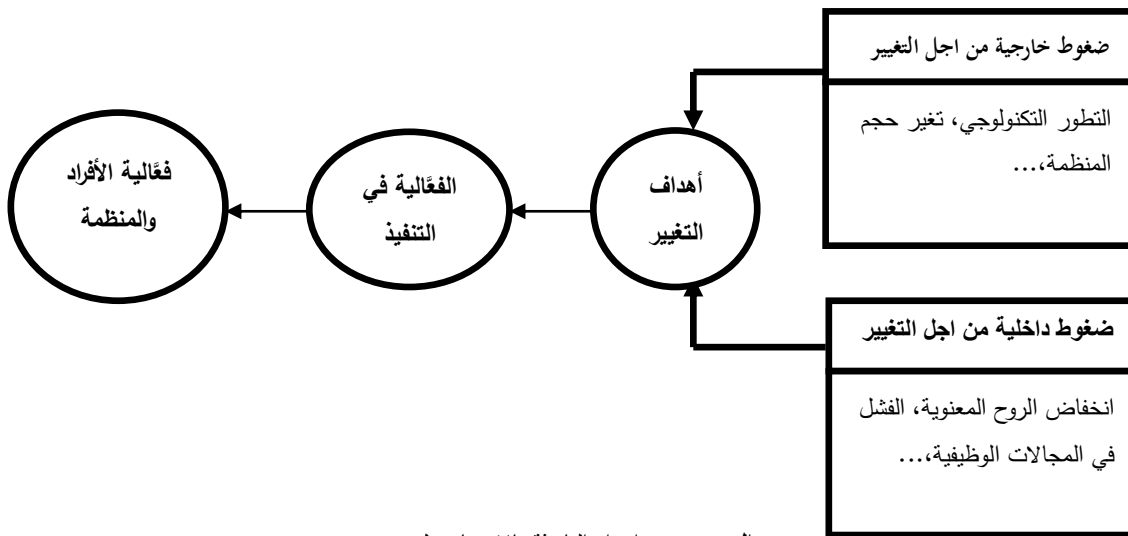 ضغوط خارجية من اجل التغيير
التطور التكنولوجي، تغير حجم
المنظمة،...
أهداف
التغيير
الفعَّالية في
التنفيذ
فعَّالية الأفراد
والمنظمة
ضغوط داخلية من اجل التغيير
انخفاض الروح المعنوية، الفشل
في المجالات الوظيفية،...